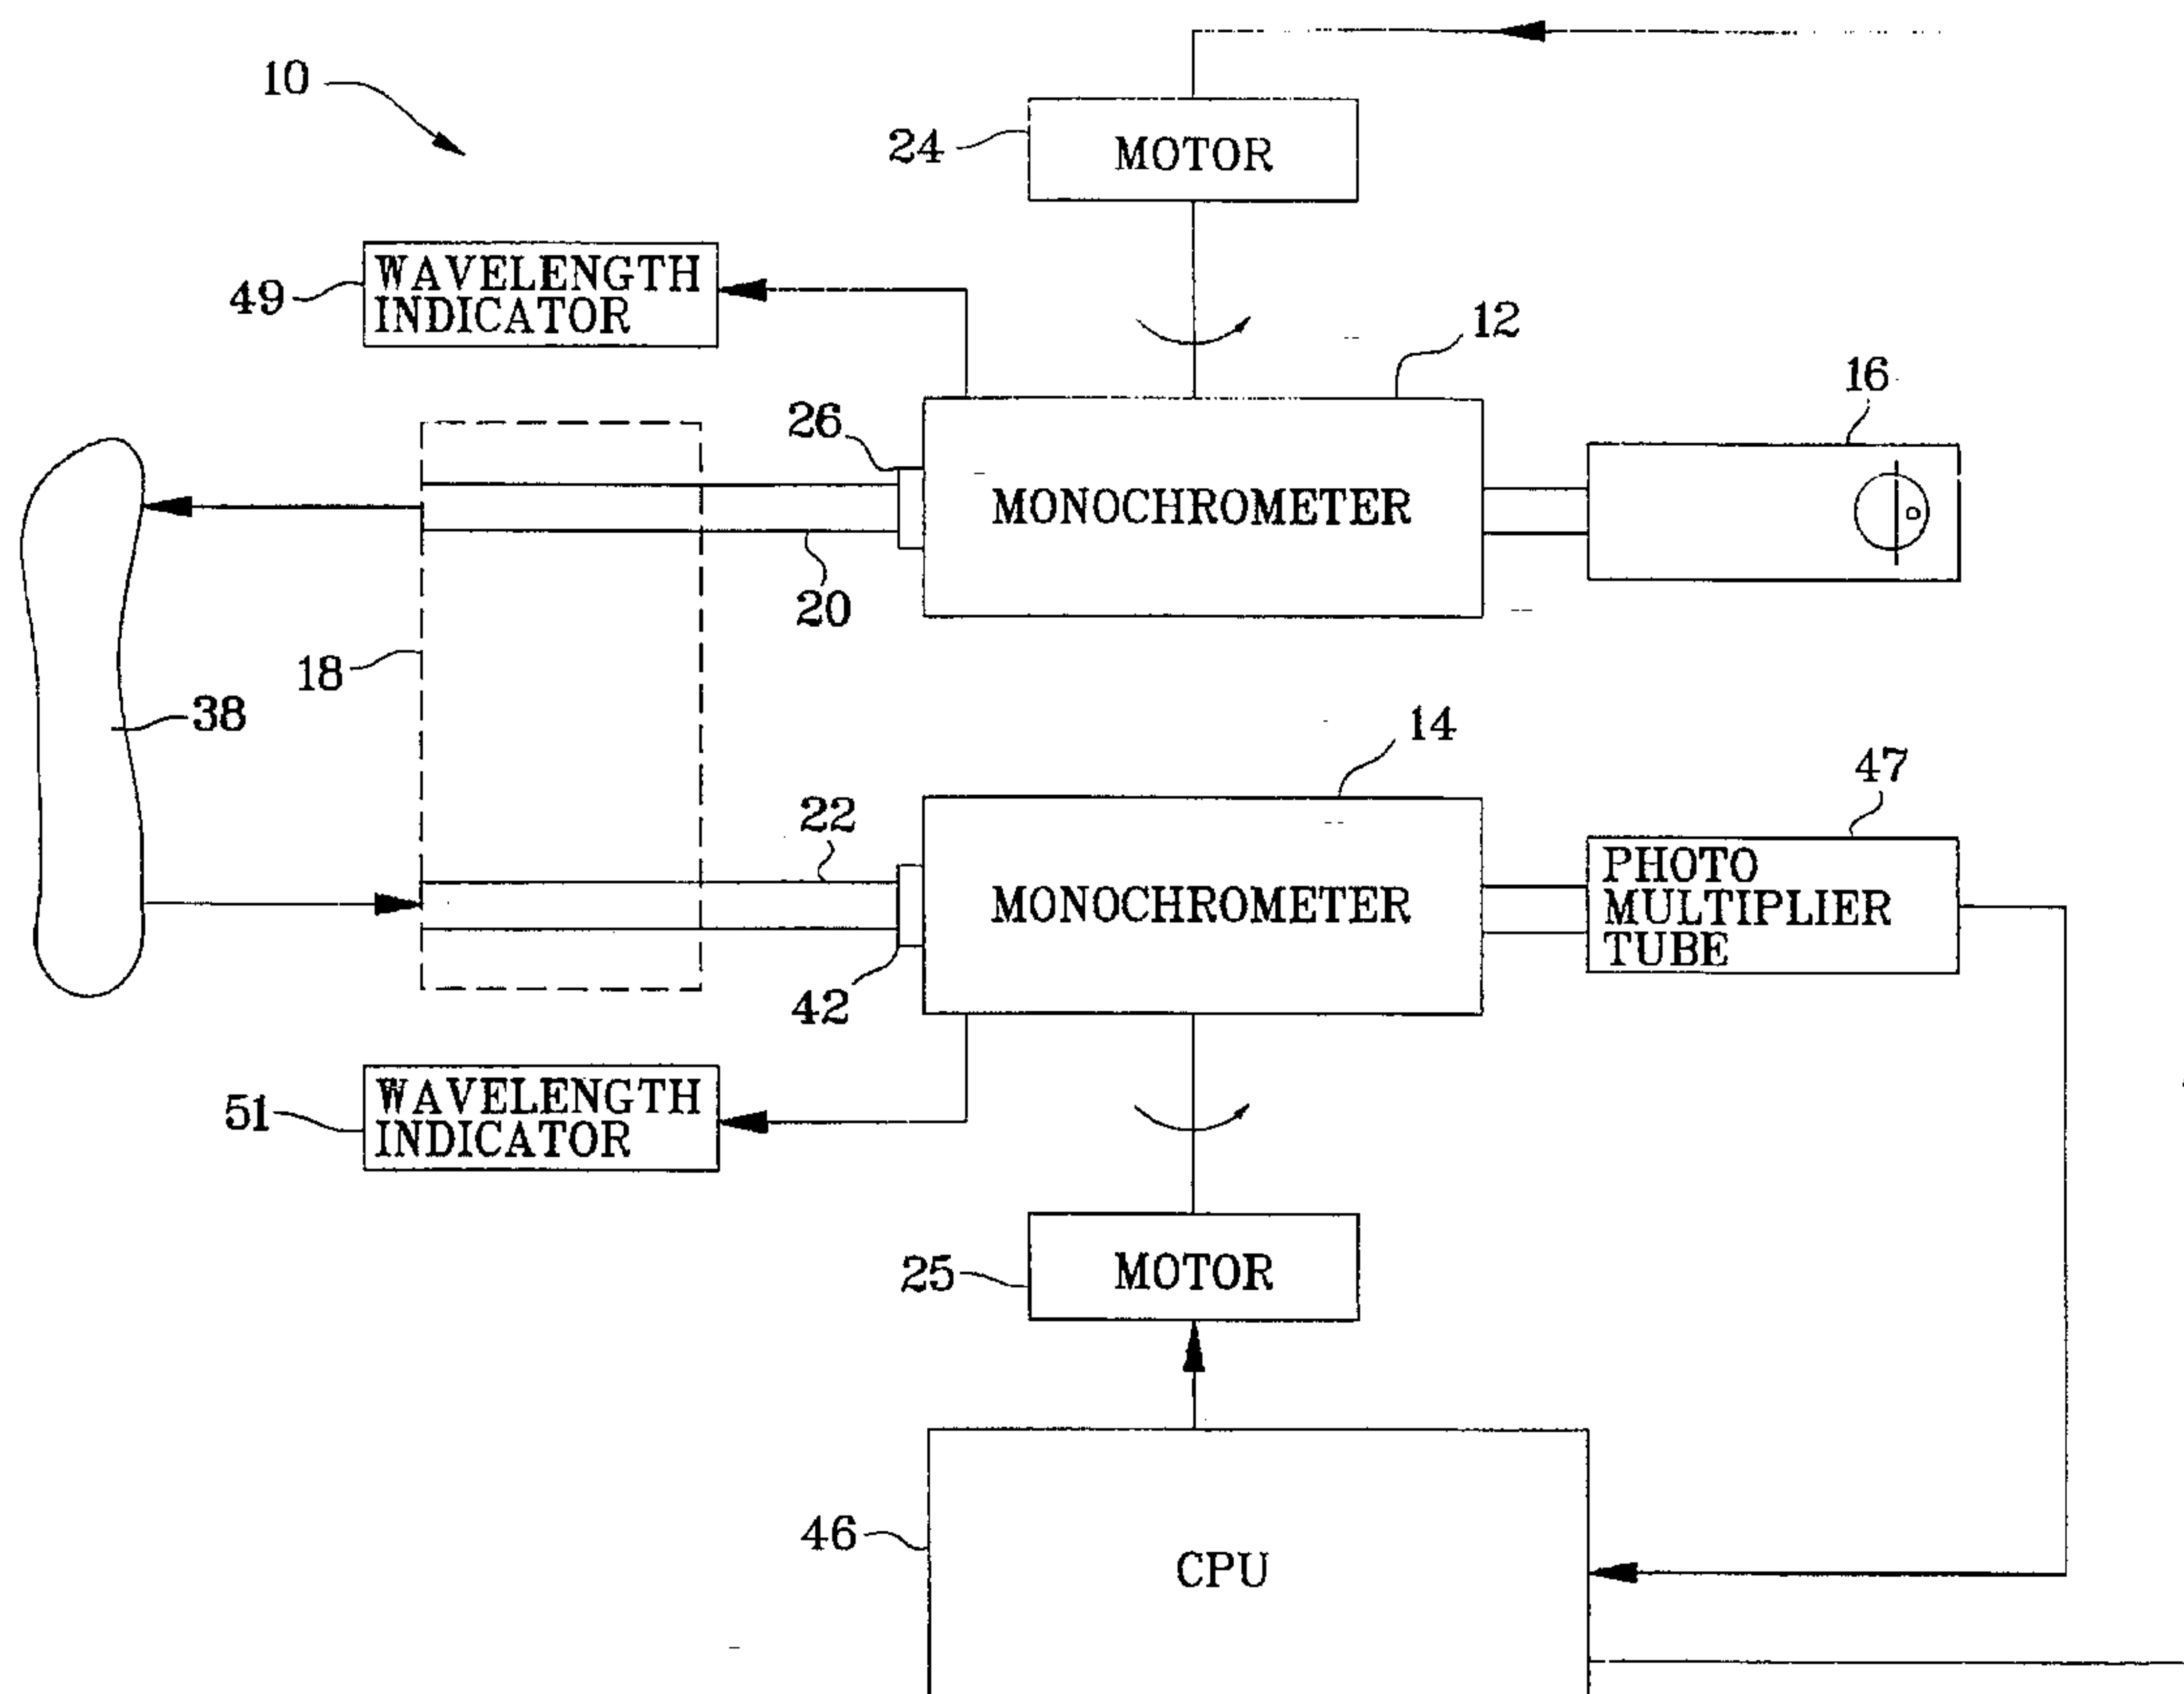 10
24
MOTOR
49
WAVELENGTH
INDICATOR
12
16
26
MONOCHROMETER
20
18
38
14
47
22
MONOCHROMETER
PHOTO
MULTIPLIER
TUBE
42
51
WAVELENGTH
INDICATOR
25
MOTOR
46
CPU